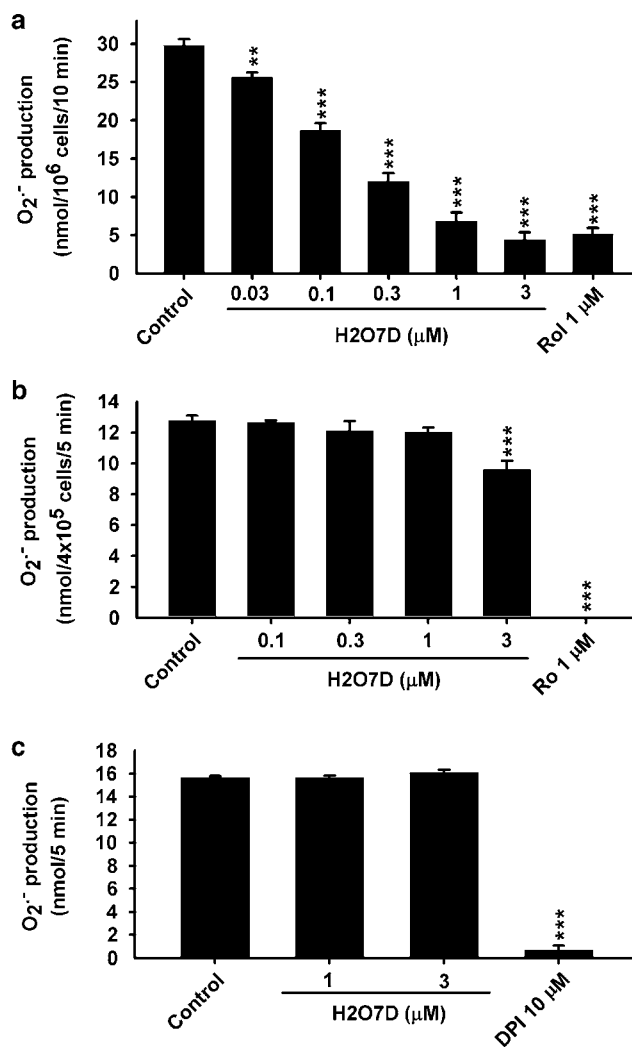 a
O2·- production
(nmol/10^6 cells/10 min)
30
25
20
15
10
5
0
**
***
***
***
***
***
Control
0.03
0.1
0.3
1
3
Rol 1 μM
H2O7D (μM)
b
O2·- production
(nmol/4x10^5 cells/5 min)
14
12
10
8
6
4
2
0
***
***
Control
0.1
0.3
1
3
Ro 1 μM
H2O7D (μM)
c
O2·- production
(nmol/5 min)
18
16
14
12
10
8
6
4
2
0
***
Control
1
3
DPI 10 μM
H2O7D (μM)